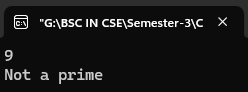 "G:\BSC IN CSE\Semester-3\C
9
Not a prime